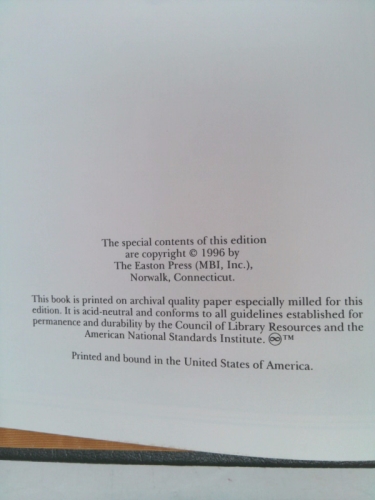 The special contents of this edition
are copyright © 1996 by
The Easton Press (MBI, Inc.),
Norwalk, Connecticut.
This book is printed on archival quality paper especially milled for this
edition. It is acid-neutral and conforms to all guidelines established for
permanence and durability by the Council of Library Resources and the
American National Standards Institute. ♾™
Printed and bound in the United States of America.